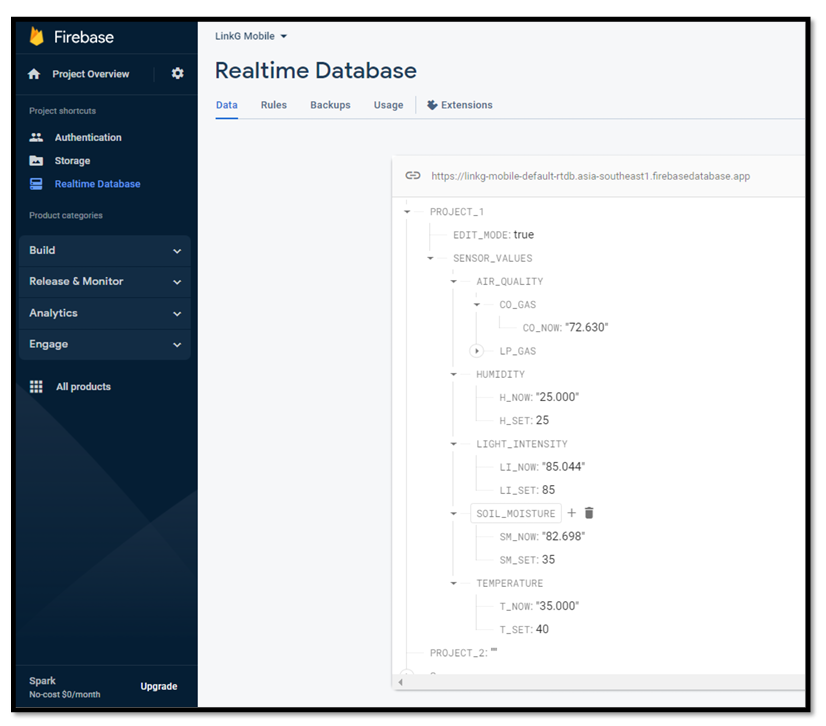 Firebase
Project Overview
Project shortcuts
Authentication
Storage
Realtime Database
Product categories
Build
Release & Monitor
Analytics
Engage
All products
Spark
No-cost $0/month
Upgrade
LinkG Mobile
Realtime Database
Data Rules Backups Usage Extensions
https://linkg-mobile-default-rtdb.asia-southeast1.firebasedatabase.app
PROJECT_1
EDIT_MODE: true
SENSOR_VALUES
AIR_QUALITY
CO_GAS
CO_NOW: "72.630"
LP_GAS
HUMIDITY
H_NOW: "25.000"
H_SET: 25
LIGHT_INTENSITY
LI_NOW: "85.044"
LI_SET: 85
SOIL_MOISTURE
SM_NOW: "82.698"
SM_SET: 35
TEMPERATURE
T_NOW: "35.000"
T_SET: 40
PROJECT_2: ""